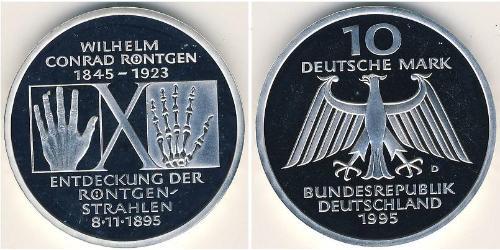 WILHELM
CONRAD RÖNTGEN
1845-1923
X
ENTDECKUNG DER
RÖNTGEN-
STRAHLEN
8·11·1895
10
DEUTSCHE MARK
D
BUNDESREPUBLIK
DEUTSCHLAND
1995